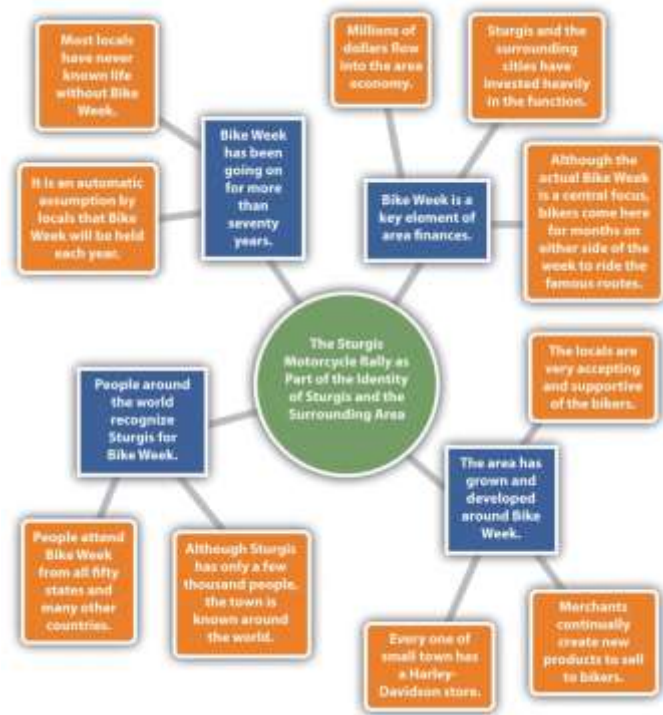 Most locals
have never
known life
without Bike
Week.
Millions of
dollars flow
into the area
economy.
Sturgis and the
surrounding
cities have
invested heavily
in the function.
Bike Week
has been
going on
for more
than
seventy
years.
It is an automatic
assumption by
locals that Bike
Week will be held
each year.
Bike Week is a
key element of
area finances.
Although the
actual Bike Week
is a central focus,
bikers come here
for months on
either side of
the week to ride the
famous routes.
The Sturgis
Motorcycle Rally as
Part of the Identity
of Sturgis and the
Surrounding Area
The locals are
very accepting
and supportive
of the bikers.
People around
the world
recognize
Sturgis for
Bike Week.
The area has
grown and
developed
around Bike
Week.
People attend
Bike Week
from all fifty
states and
many other
countries.
Although Sturgis
has only a few
thousand people,
the town is
known around
the world.
Every one of
small town has
a Harley-
Davidson store.
Merchants
continually
create new
products to sell
to bikers.